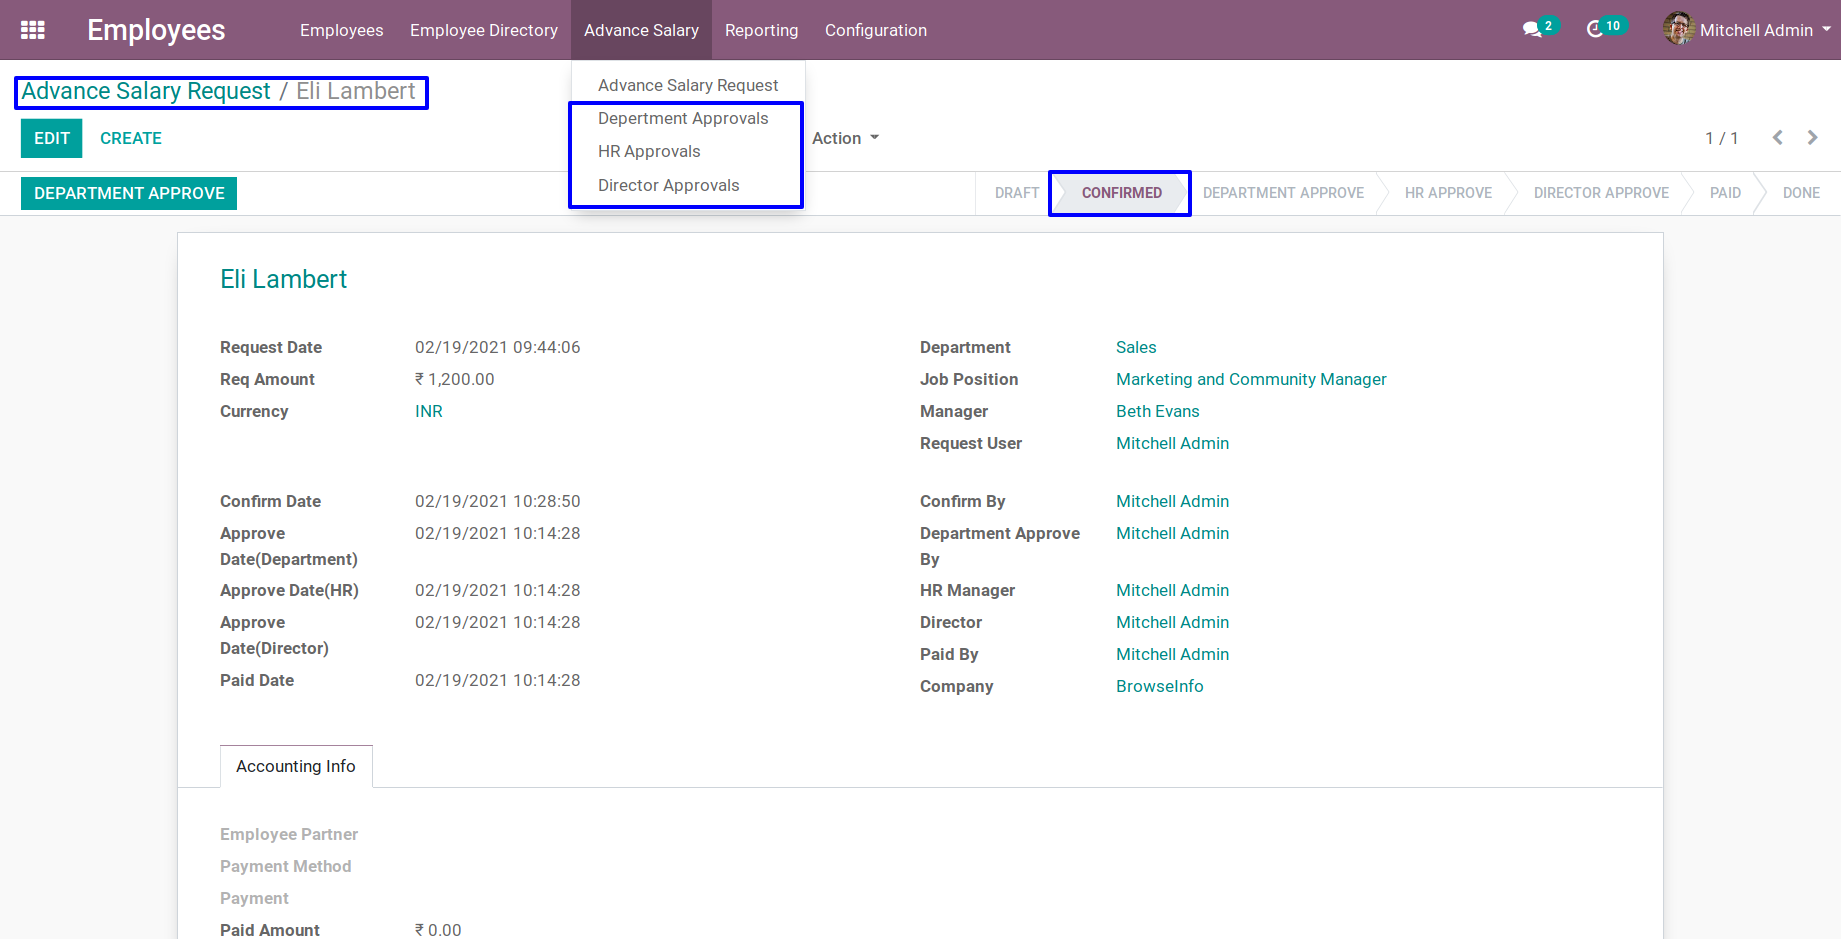 Employees Employees Employee Directory Advance Salary Reporting Configuration 2 10 Mitchell Admin
Advance Salary Request / Eli Lambert
Advance Salary Request
Depertment Approvals
HR Approvals
Director Approvals
EDIT CREATE Action 1 / 1
DEPARTMENT APPROVE DRAFT CONFIRMED DEPARTMENT APPROVE HR APPROVE DIRECTOR APPROVE PAID DONE
Eli Lambert
Request Date 02/19/2021 09:44:06 Department Sales
Req Amount ₹ 1,200.00 Job Position Marketing and Community Manager
Currency INR Manager Beth Evans
Request User Mitchell Admin
Confirm Date 02/19/2021 10:28:50 Confirm By Mitchell Admin
Approve 02/19/2021 10:14:28 Department Approve Mitchell Admin
Date(Department) By
Approve Date(HR) 02/19/2021 10:14:28 HR Manager Mitchell Admin
Approve 02/19/2021 10:14:28 Director Mitchell Admin
Date(Director) Paid By Mitchell Admin
Paid Date 02/19/2021 10:14:28 Company BrowseInfo
Accounting Info
Employee Partner
Payment Method
Payment
Paid Amount ₹ 0.00